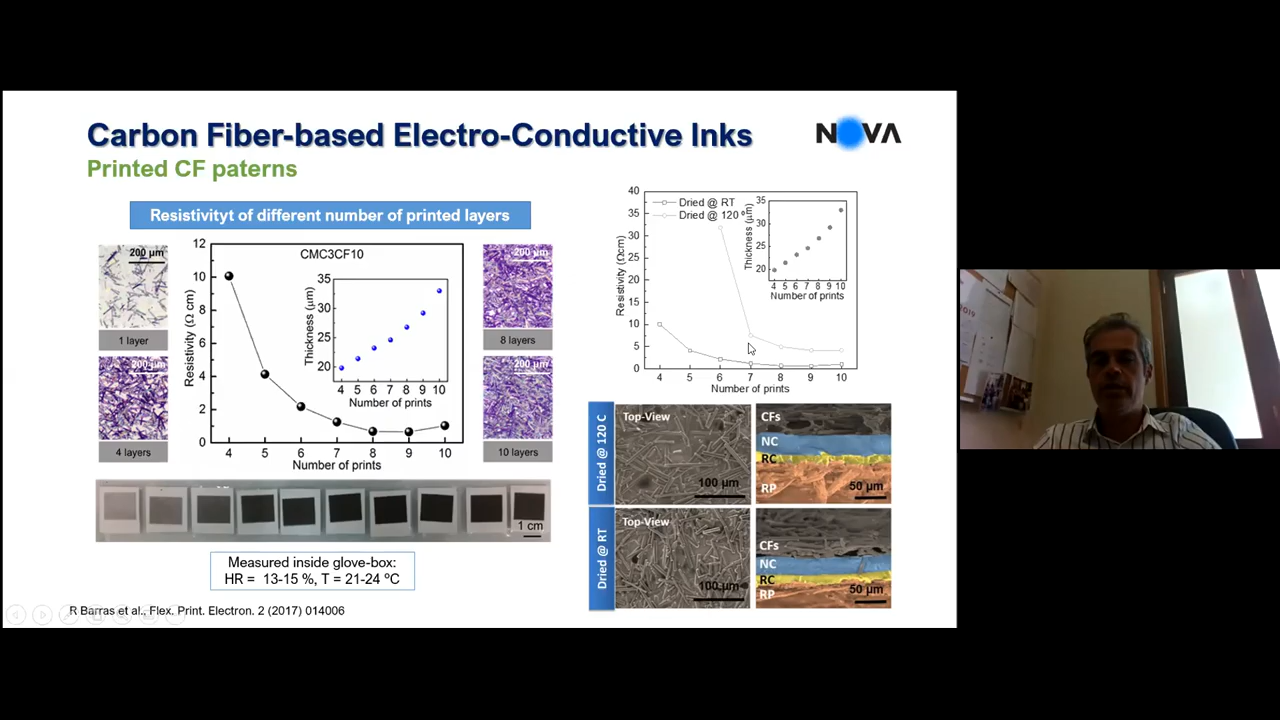 Carbon Fiber-based Electro-Conductive Inks
NOVA
Printed CF paterns
Resistivityt of different number of printed layers
200 µm
1 layer
200 µm
4 layers
CMC3CF10
Resistivity (Ω cm)
12
10
8
6
4
2
0
4 5 6 7 8 9 10
Number of prints
Thickness (µm)
35
30
25
20
4 5 6 7 8 9 10
Number of prints
200 µm
8 layers
200 µm
10 layers
1 cm
Measured inside glove-box:
HR = 13-15 %, T = 21-24 ºC
R Barras et al., Flex. Print. Electron. 2 (2017) 014006
Resistivity (Ωcm)
40
35
30
25
20
15
10
5
0
4 5 6 7 8 9 10
Number of prints
Dried @ RT
Dried @ 120 º
Thickness (µm)
35
30
25
20
4 5 6 7 8 9 10
Number of prints
Dried @ 120 C
Top-View
100 µm
CFs
NC
RC
RP
50 µm
Dried @ RT
Top-View
100 µm
CFs
NC
RC
RP
50 µm